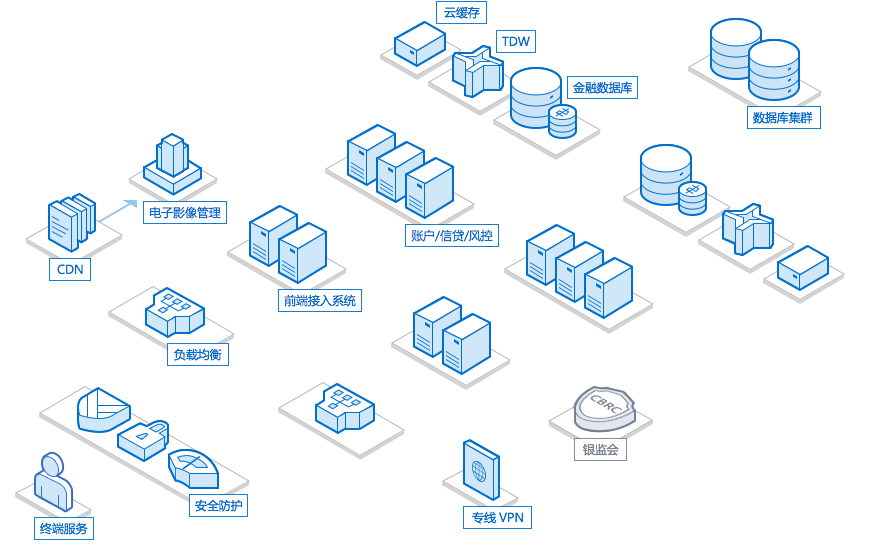 云缓存
TDW
金融数据库
数据库集群
电子影像管理
账户/信贷/风控
CDN
前端接入系统
负载均衡
CBRC
银监会
安全防护
专线 VPN
终端服务